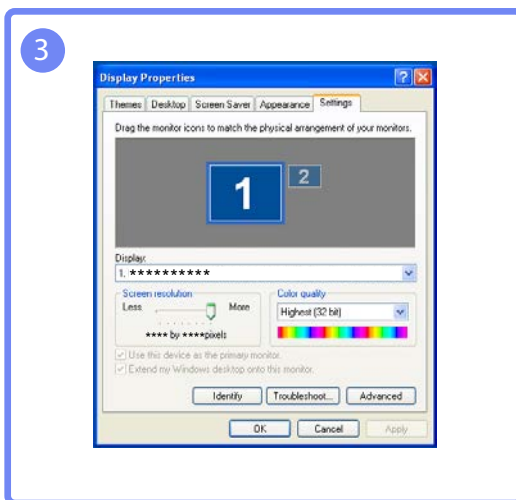 3
Display Properties
Themes Desktop Screen Saver Appearance Settings
Drag the monitor icons to match the physical arrangement of your monitors.
1 2
Display:
1. **********
Screen resolution
Less More
**** by ****pixels
Color quality
Highest (32 bit)
Use this device as the primary monitor.
Extend my Windows desktop onto this monitor.
Identify Troubleshoot... Advanced
OK Cancel Apply